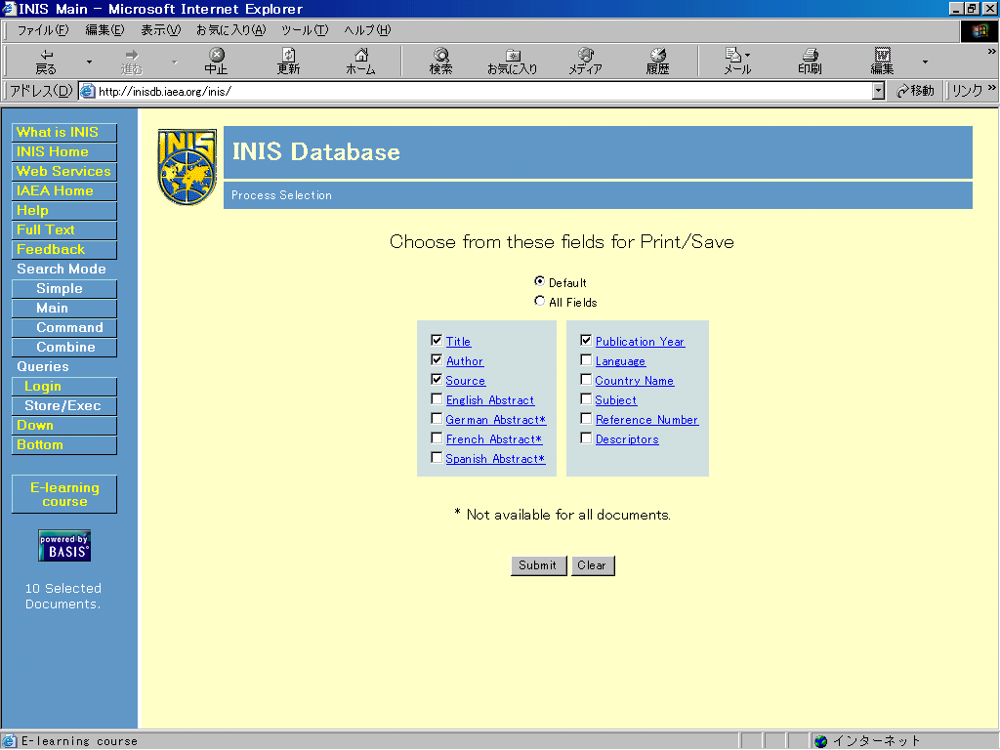 INIS Main - Microsoft Internet Explorer
ファイル(F) 編集(E) 表示(V) お気に入り(A) ツール(T) ヘルプ(H)
戻る 進む 中止 更新 ホーム 検索 お気に入り メディア 履歴 メール 印刷 編集 »
アドレス(D) http://inisdb.iaea.org/inis/ 移動 リンク »
What is INIS
INIS Home
Web Services
IAEA Home
Help
Full Text
Feedback
Search Mode
Simple
Main
Command
Combine
Queries
Login
Store/Exec
Down
Bottom
E-learning
course
powered by
BASIS
10 Selected
Documents.
INIS
INIS Database
Process Selection
Choose from these fields for Print/Save
Default
All Fields
Title
Author
Source
English Abstract
German Abstract*
French Abstract*
Spanish Abstract*
Publication Year
Language
Country Name
Subject
Reference Number
Descriptors
* Not available for all documents.
Submit Clear
E-learning course インターネット